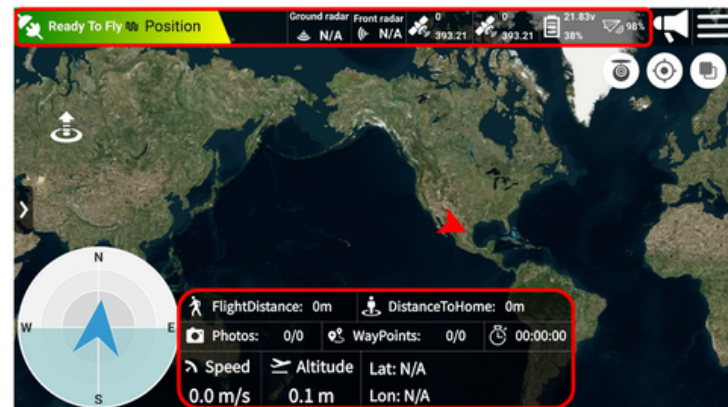 Ready To Fly Position
Ground radar N/A
Front radar N/A
0
393.21
0
393.21
21.83v
38%
98%
N
W E
S
FlightDistance: 0m DistanceToHome: 0m
Photos: 0/0 WayPoints: 0/0 00:00:00
Speed Altitude Lat: N/A
0.0 m/s 0.1 m Lon: N/A